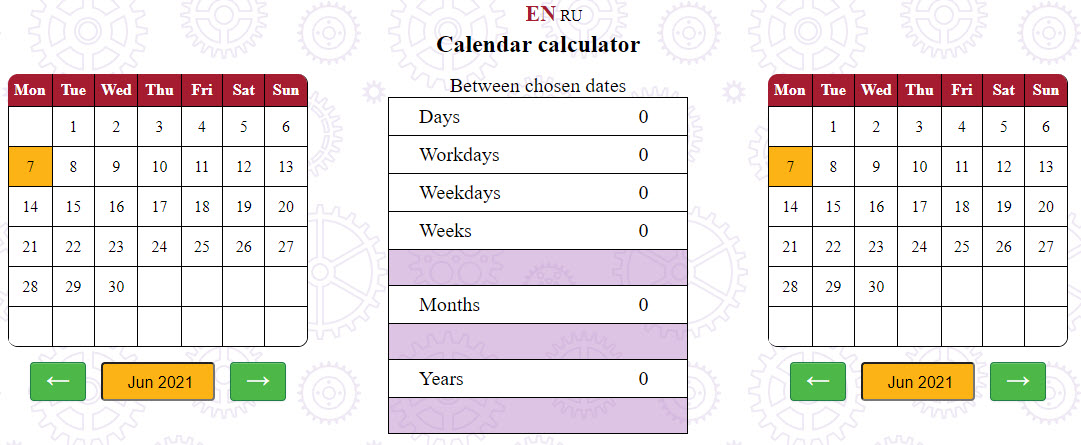 EN RU
Calendar calculator
Mon Tue Wed Thu Fri Sat Sun
1 2 3 4 5 6
7 8 9 10 11 12 13
14 15 16 17 18 19 20
21 22 23 24 25 26 27
28 29 30
← Jun 2021 →
Between chosen dates
Days 0
Workdays 0
Weekdays 0
Weeks 0
Months 0
Years 0
Mon Tue Wed Thu Fri Sat Sun
1 2 3 4 5 6
7 8 9 10 11 12 13
14 15 16 17 18 19 20
21 22 23 24 25 26 27
28 29 30
← Jun 2021 →